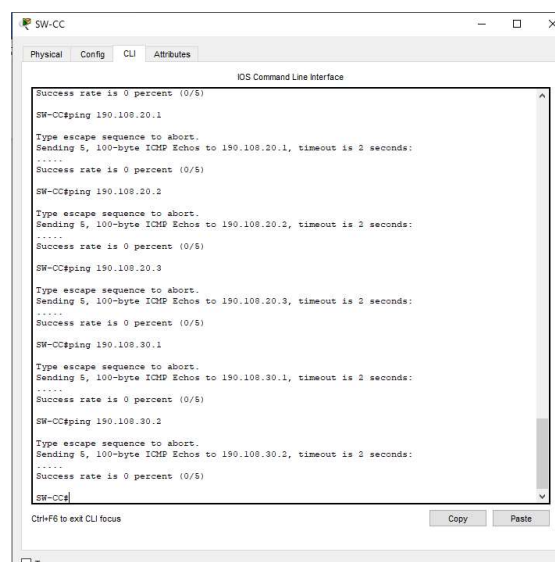 SW-CC
Physical Config CLI Attributes
IOS Command Line Interface
Success rate is 0 percent (0/5)
SW-CC#ping 190.108.20.1
Type escape sequence to abort.
Sending 5, 100-byte ICMP Echos to 190.108.20.1, timeout is 2 seconds:
.....
Success rate is 0 percent (0/5)
SW-CC#ping 190.108.20.2
Type escape sequence to abort.
Sending 5, 100-byte ICMP Echos to 190.108.20.2, timeout is 2 seconds:
.....
Success rate is 0 percent (0/5)
SW-CC#ping 190.108.20.3
Type escape sequence to abort.
Sending 5, 100-byte ICMP Echos to 190.108.20.3, timeout is 2 seconds:
.....
Success rate is 0 percent (0/5)
SW-CC#ping 190.108.30.1
Type escape sequence to abort.
Sending 5, 100-byte ICMP Echos to 190.108.30.1, timeout is 2 seconds:
.....
Success rate is 0 percent (0/5)
SW-CC#ping 190.108.30.2
Type escape sequence to abort.
Sending 5, 100-byte ICMP Echos to 190.108.30.2, timeout is 2 seconds:
.....
Success rate is 0 percent (0/5)
SW-CC#
Ctrl+F6 to exit CLI focus
Copy Paste